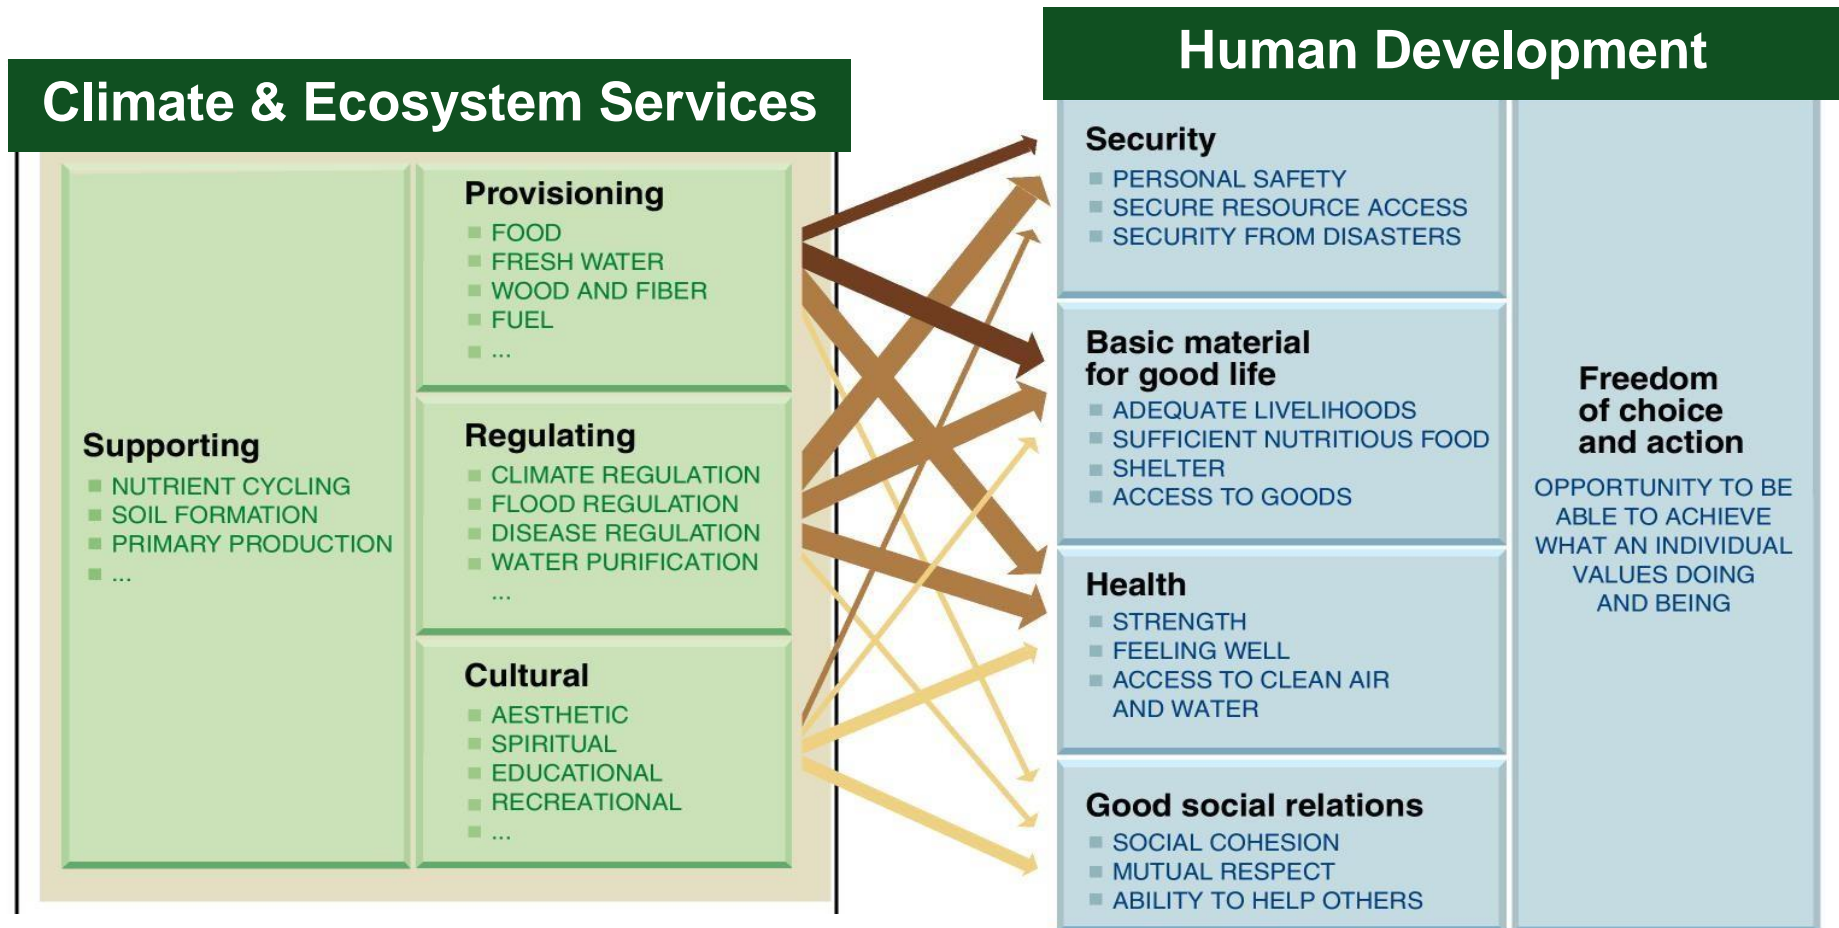 Climate & Ecosystem Services
Supporting
NUTRIENT CYCLING
SOIL FORMATION
PRIMARY PRODUCTION
...
Provisioning
FOOD
FRESH WATER
WOOD AND FIBER
FUEL
...
Regulating
CLIMATE REGULATION
FLOOD REGULATION
DISEASE REGULATION
WATER PURIFICATION
...
Cultural
AESTHETIC
SPIRITUAL
EDUCATIONAL
RECREATIONAL
...
Human Development
Security
PERSONAL SAFETY
SECURE RESOURCE ACCESS
SECURITY FROM DISASTERS
Basic material
for good life
ADEQUATE LIVELIHOODS
SUFFICIENT NUTRITIOUS FOOD
SHELTER
ACCESS TO GOODS
Health
STRENGTH
FEELING WELL
ACCESS TO CLEAN AIR
AND WATER
Good social relations
SOCIAL COHESION
MUTUAL RESPECT
ABILITY TO HELP OTHERS
Freedom
of choice
and action
OPPORTUNITY TO BE
ABLE TO ACHIEVE
WHAT AN INDIVIDUAL
VALUES DOING
AND BEING